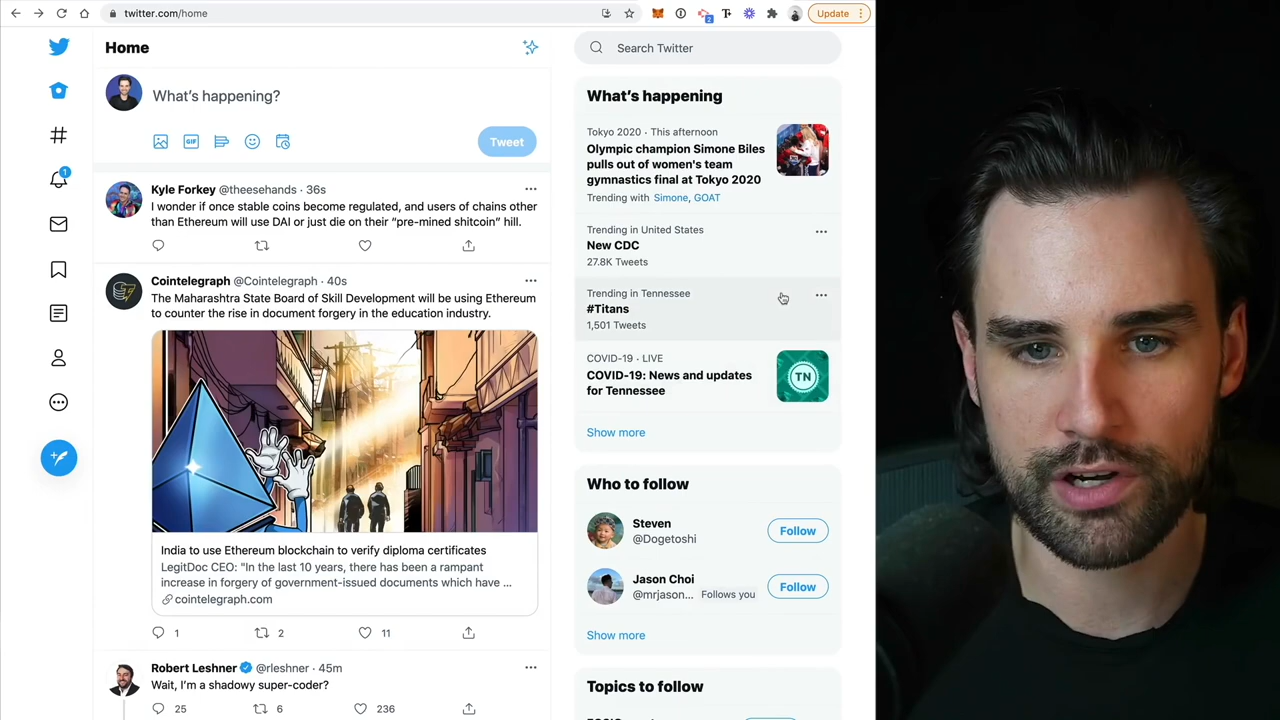 twitter.com/home
2
Update
Home
What's happening?
GIF
Tweet
1
Kyle Forkey @theesehands · 36s
I wonder if once stable coins become regulated, and users of chains other
than Ethereum will use DAI or just die on their “pre-mined shitcoin” hill.
Cointelegraph @Cointelegraph · 40s
The Maharashtra State Board of Skill Development will be using Ethereum
to counter the rise in document forgery in the education industry.
India to use Ethereum blockchain to verify diploma certificates
LegitDoc CEO: "In the last 10 years, there has been a rampant
increase in forgery of government-issued documents which have ...
cointelegraph.com
1 2 11
Robert Leshner @rleshner · 45m
Wait, I'm a shadowy super-coder?
25 6 236
Search Twitter
What's happening
Tokyo 2020 · This afternoon
Olympic champion Simone Biles
pulls out of women's team
gymnastics final at Tokyo 2020
Trending with Simone, GOAT
Trending in United States
New CDC
27.8K Tweets
Trending in Tennessee
#Titans
1,501 Tweets
COVID-19 · LIVE
COVID-19: News and updates
for Tennessee
TN
Show more
Who to follow
Steven
@Dogetoshi
Follow
Jason Choi
@mrjason... Follows you
Follow
Show more
Topics to follow